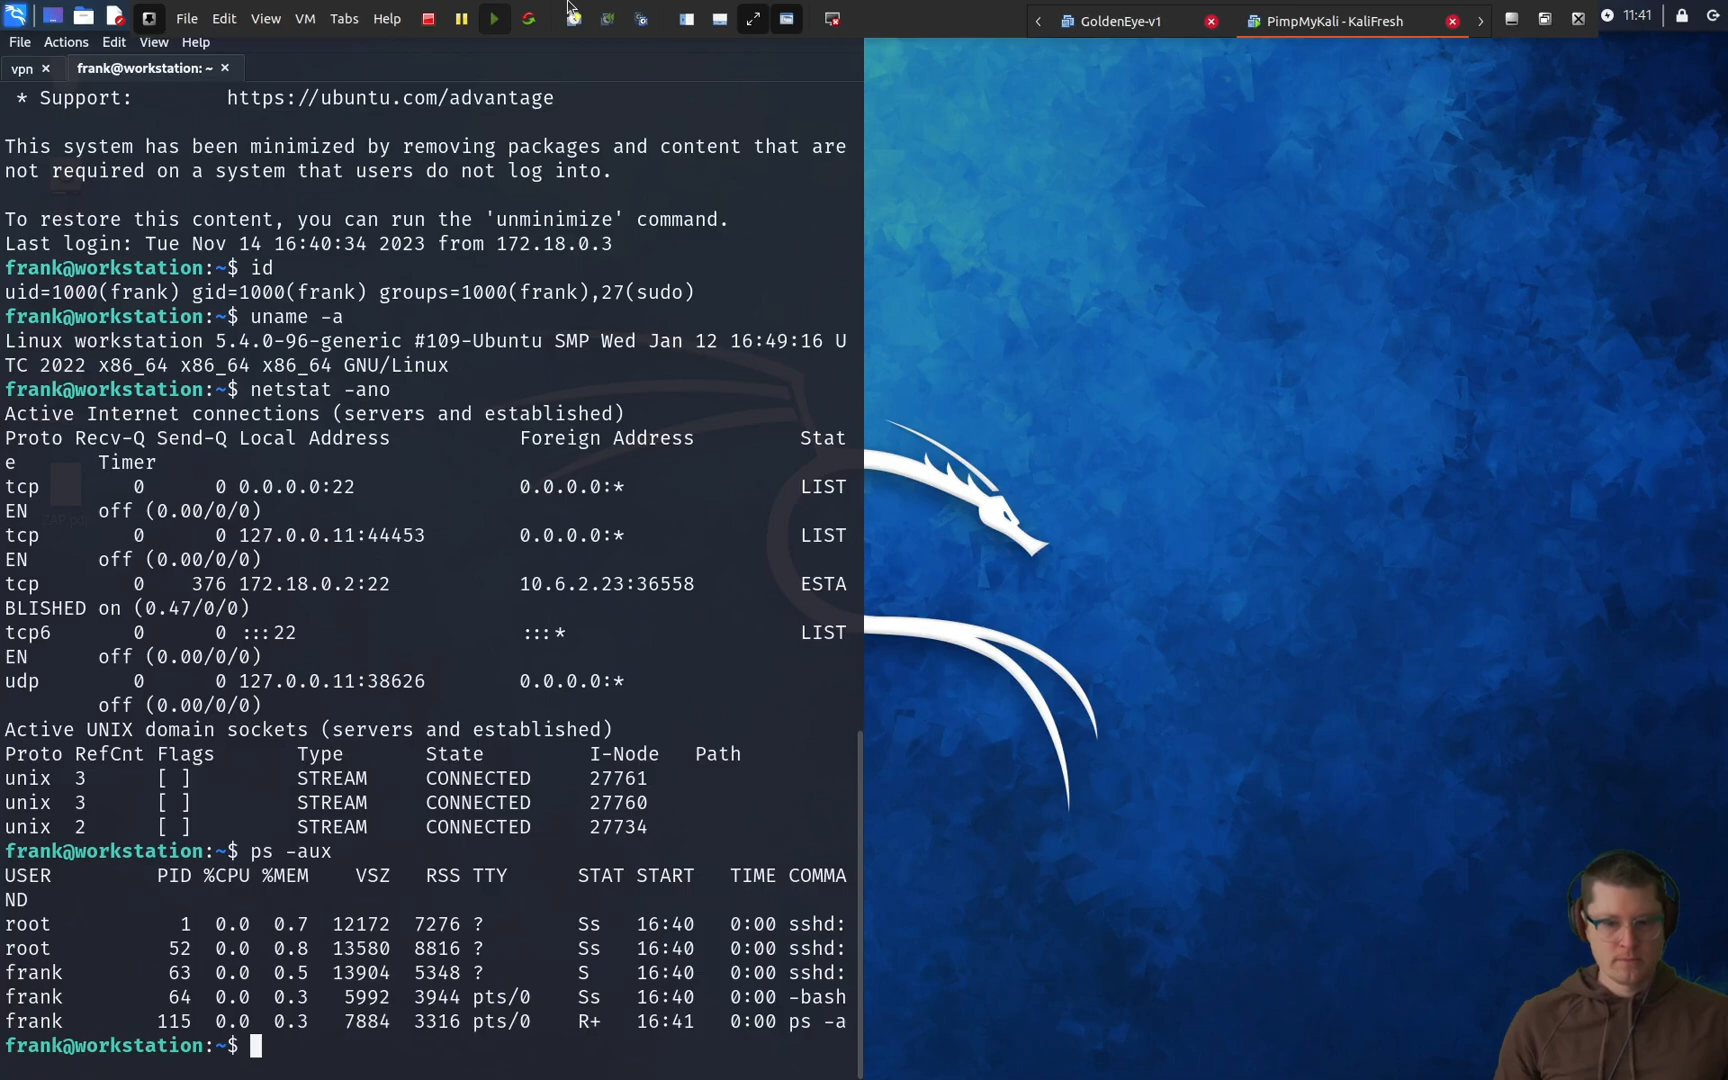 File Edit View VM Tabs Help
GoldenEye-v1
PimpMyKali - KaliFresh
11:41
File Actions Edit View Help
vpn
frank@workstation: ~
* Support:        https://ubuntu.com/advantage
This system has been minimized by removing packages and content that are
not required on a system that users do not log into.
To restore this content, you can run the 'unminimize' command.
Last login: Tue Nov 14 16:40:34 2023 from 172.18.0.3
frank@workstation:~$ id
uid=1000(frank) gid=1000(frank) groups=1000(frank),27(sudo)
frank@workstation:~$ uname -a
Linux workstation 5.4.0-96-generic #109-Ubuntu SMP Wed Jan 12 16:49:16 U
TC 2022 x86_64 x86_64 x86_64 GNU/Linux
frank@workstation:~$ netstat -ano
Active Internet connections (servers and established)
Proto Recv-Q Send-Q Local Address           Foreign Address         Stat
e       Timer
tcp        0      0 0.0.0.0:22              0.0.0.0:*               LIST
EN      off (0.00/0/0)
tcp        0      0 127.0.0.11:44453        0.0.0.0:*               LIST
EN      off (0.00/0/0)
tcp        0    376 172.18.0.2:22           10.6.2.23:36558         ESTA
BLISHED on (0.47/0/0)
tcp6       0      0 :::22                   :::*                    LIST
EN      off (0.00/0/0)
udp        0      0 127.0.0.11:38626        0.0.0.0:*
        off (0.00/0/0)
Active UNIX domain sockets (servers and established)
Proto RefCnt Flags       Type       State         I-Node   Path
unix  3      [ ]         STREAM     CONNECTED     27761
unix  3      [ ]         STREAM     CONNECTED     27760
unix  2      [ ]         STREAM     CONNECTED     27734
frank@workstation:~$ ps -aux
USER         PID %CPU %MEM    VSZ   RSS TTY      STAT START   TIME COMMA
ND
root           1  0.0  0.7  12172  7276 ?        Ss   16:40   0:00 sshd:
root          52  0.0  0.8  13580  8816 ?        Ss   16:40   0:00 sshd:
frank         63  0.0  0.5  13904  5348 ?        S    16:40   0:00 sshd:
frank         64  0.0  0.3   5992  3944 pts/0    Ss   16:40   0:00 -bash
frank        115  0.0  0.3   7884  3316 pts/0    R+   16:41   0:00 ps -a
frank@workstation:~$